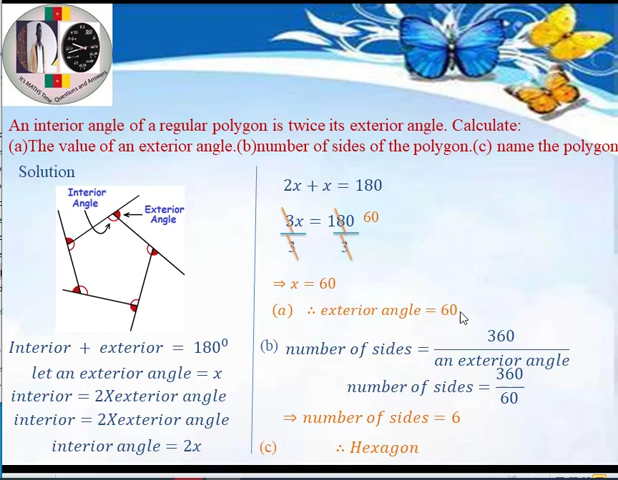 It's MATHS Time: Questions and Answers
An interior angle of a regular polygon is twice its exterior angle. Calculate:
(a)The value of an exterior angle.(b)number of sides of the polygon.(c) name the polygon
Solution
Interior
Angle
Exterior
Angle
Interior + exterior = 180⁰
let an exterior angle = x
interior = 2Xexterior angle
interior = 2Xexterior angle
interior angle = 2x
2x + x = 180
3x = 180 60
3 3
⇒ x = 60
(a) ∴ exterior angle = 60
(b) number of sides = 360 / an exterior angle
number of sides = 360 / 60
⇒ number of sides = 6
(c) ∴ Hexagon